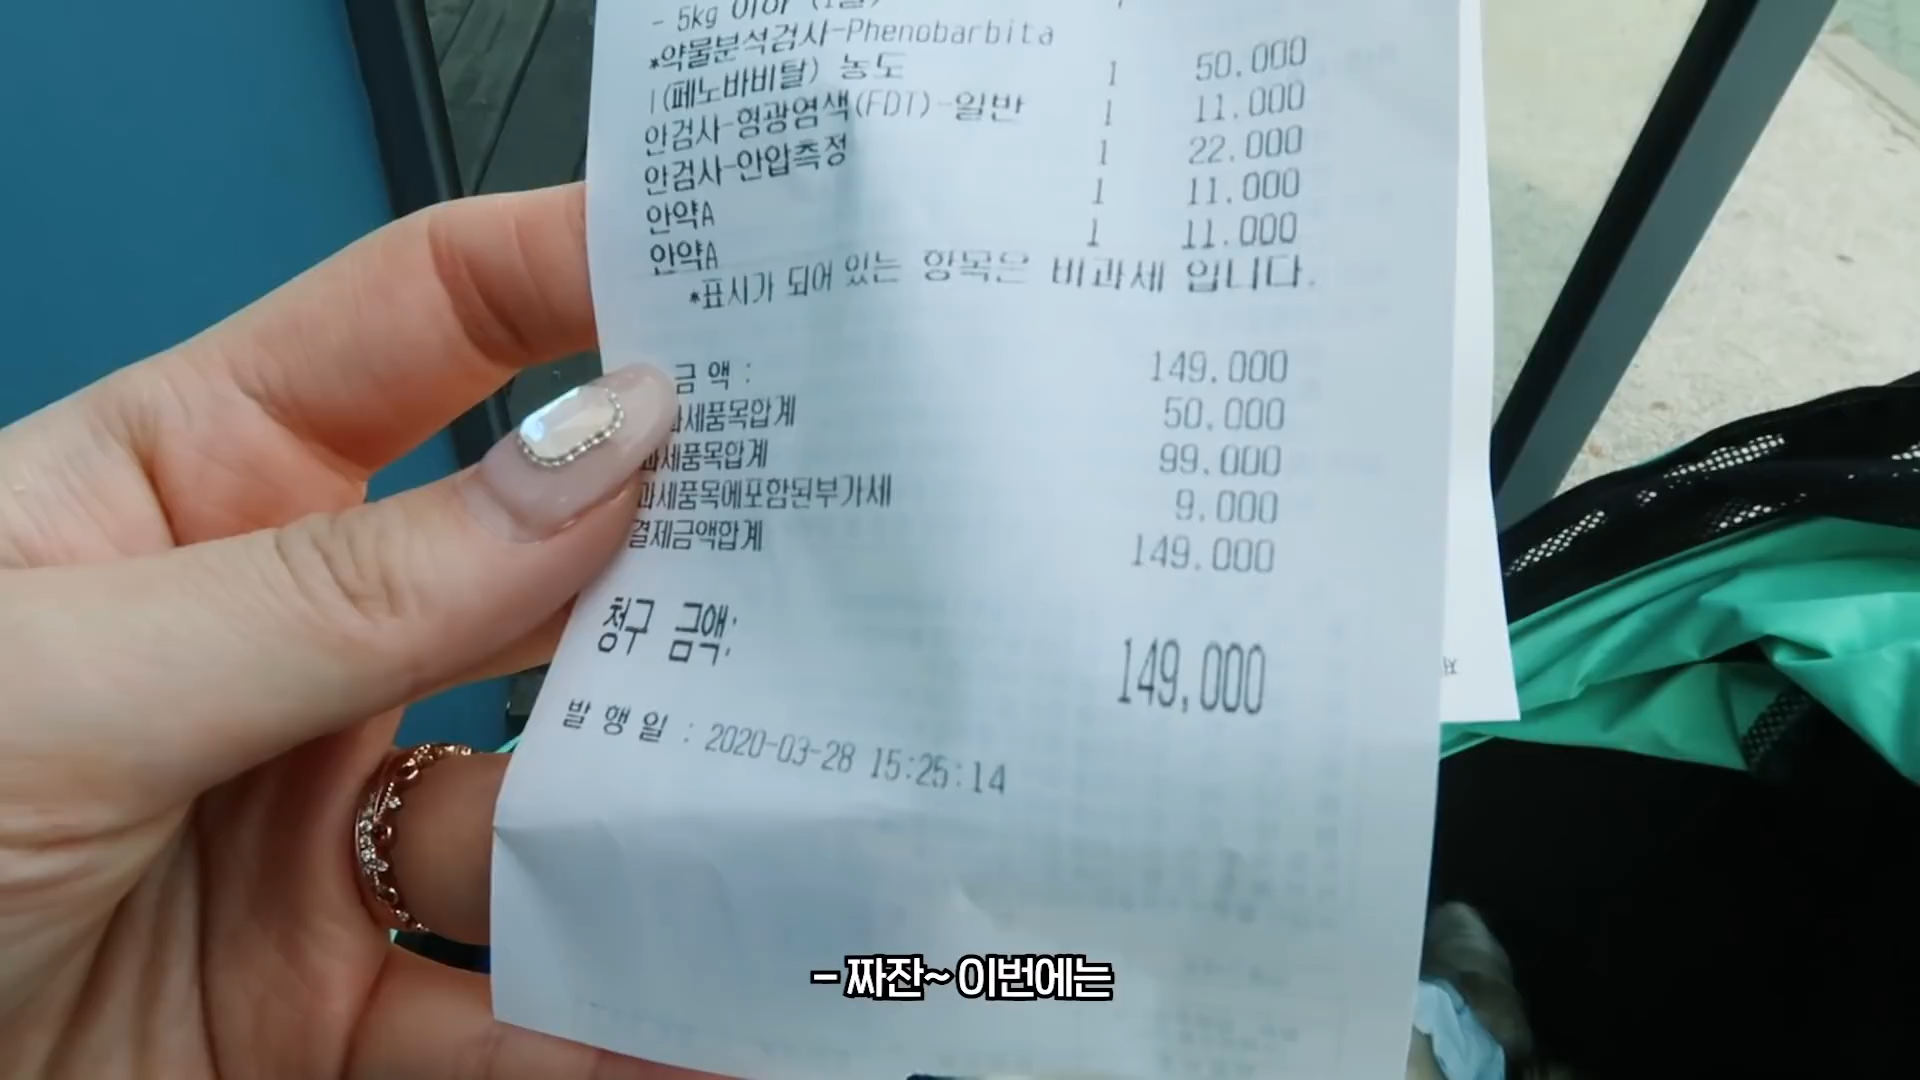 - 5kg 이하 (1일)
*약물분석검사-Phenobarbita 1 50.000
l(페노바비탈) 농도 1 11.000
안검사-형광염색(FDT)-일반 1 22.000
안검사-안압측정 1 11.000
안약A 1 11.000
안약A
*표시가 되어 있는 항목은 비과세 입니다.
금 액 : 149.000
과세품목합계 50.000
과세품목합계 99.000
과세품목에포함된부가세 9.000
결제금액합계 149.000
청구 금액: 149,000
발 행 일 : 2020-03-28 15:25:14
- 짜잔~ 이번에는